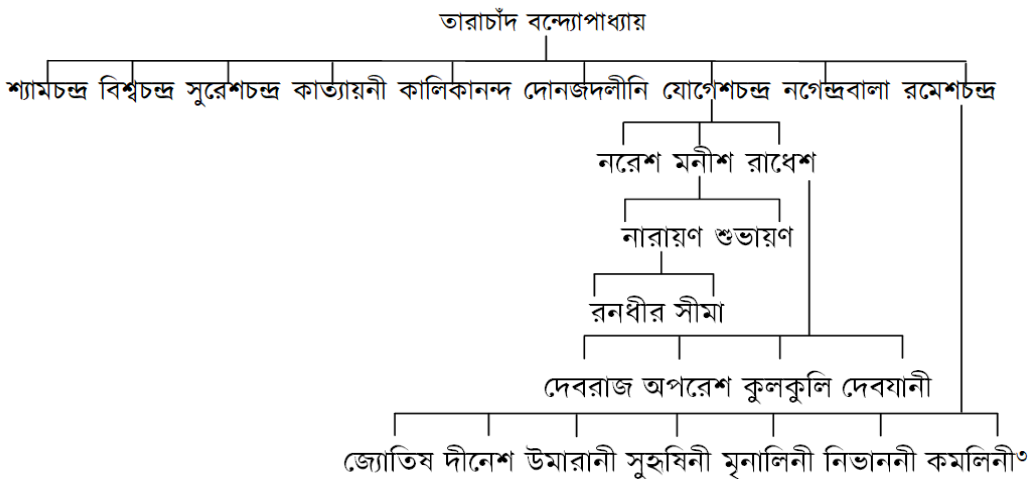 তারাচাঁদ বন্দ্যোপাধ্যায়
শ্যামচন্দ্র বিশ্বচন্দ্র সুরেশচন্দ্র কাত্যায়নী কালিকানন্দ দোনজদলীনি যোগেশচন্দ্র নগেন্দ্রবালা রমেশচন্দ্র
নরেশ মনীশ রাধেশ
নারায়ণ শুভায়ণ
রনধীর সীমা
দেবরাজ অপরেশ কুলকুলি দেবযানী
জ্যোতিষ দীনেশ উমারানী সুহৃষিনী মৃনালিনী নিভাননী কমলিনী৩